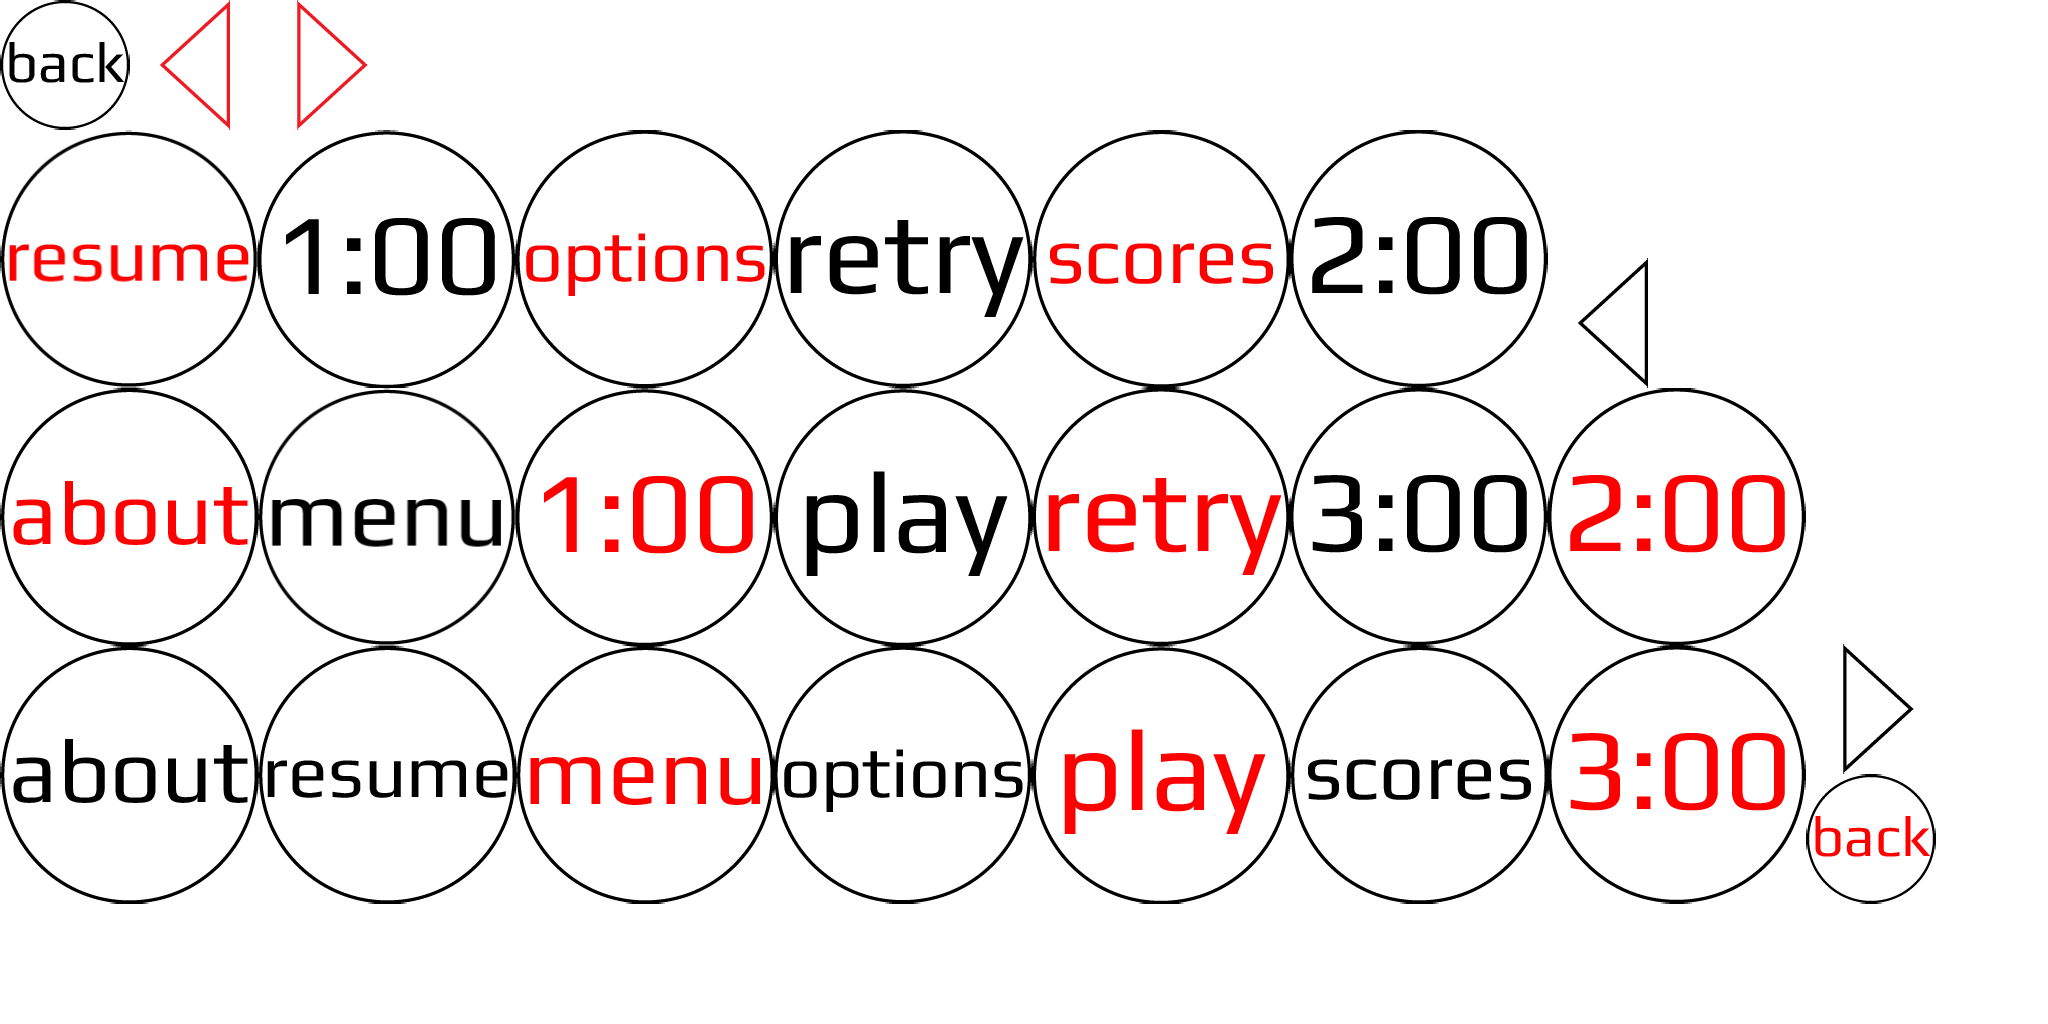 back
resume 1:00 options retry scores 2:00
about menu 1:00 play retry 3:00 2:00
about resume menu options play scores 3:00
back